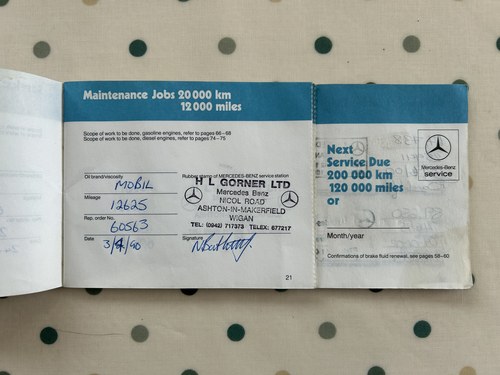 Maintenance Jobs 20 000 km
12 000 miles
Scope of work to be done, gasoline engines, refer to pages 66–68
Scope of work to be done, diesel engines, refer to pages 74–75
Oil brand/viscosity
MOBIL
Mileage
12625
Rep. order No.
60563
Date
3/4/90
Rubber stamp of MERCEDES-BENZ service station
H L GORNER LTD
Mercedes Benz
NICOL ROAD
ASHTON-IN-MAKERFIELD
WIGAN
TEL: (0942) 717373 TELEX: 677217
Signature
21
Next
Service Due
200 000 km
120 000 miles
or
Mercedes-Benz
service
Month/year
Confirmations of brake fluid renewal, see pages 58–60